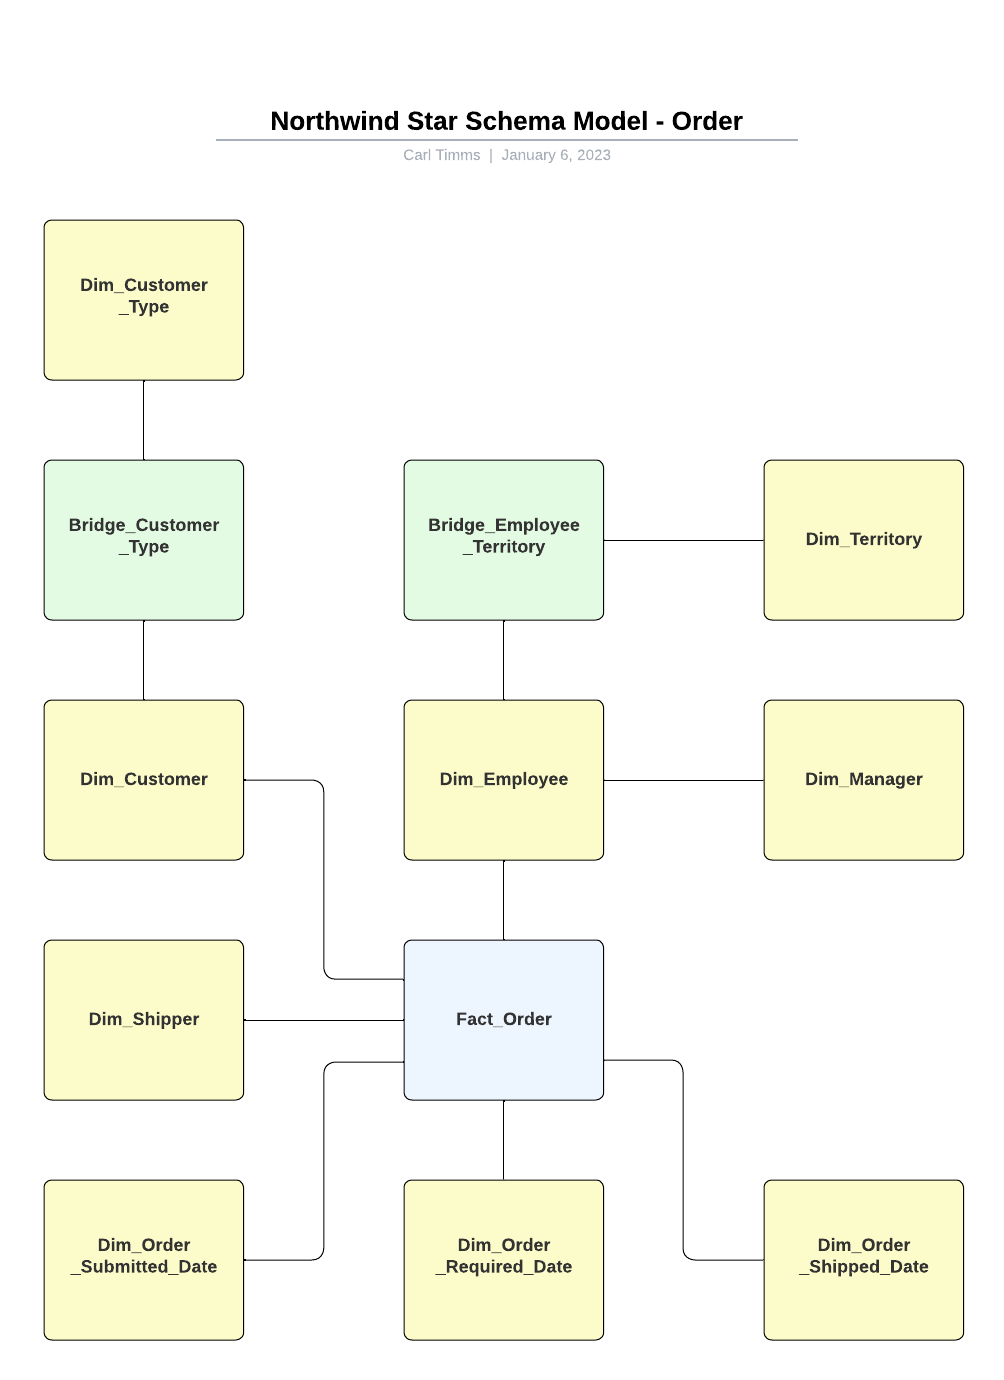 Northwind Star Schema Model - Order
Carl Timms | January 6, 2023
Dim_Customer
_Type
Bridge_Customer
_Type
Bridge_Employee
_Territory
Dim_Territory
Dim_Customer
Dim_Employee
Dim_Manager
Dim_Shipper
Fact_Order
Dim_Order
_Submitted_Date
Dim_Order
_Required_Date
Dim_Order
_Shipped_Date